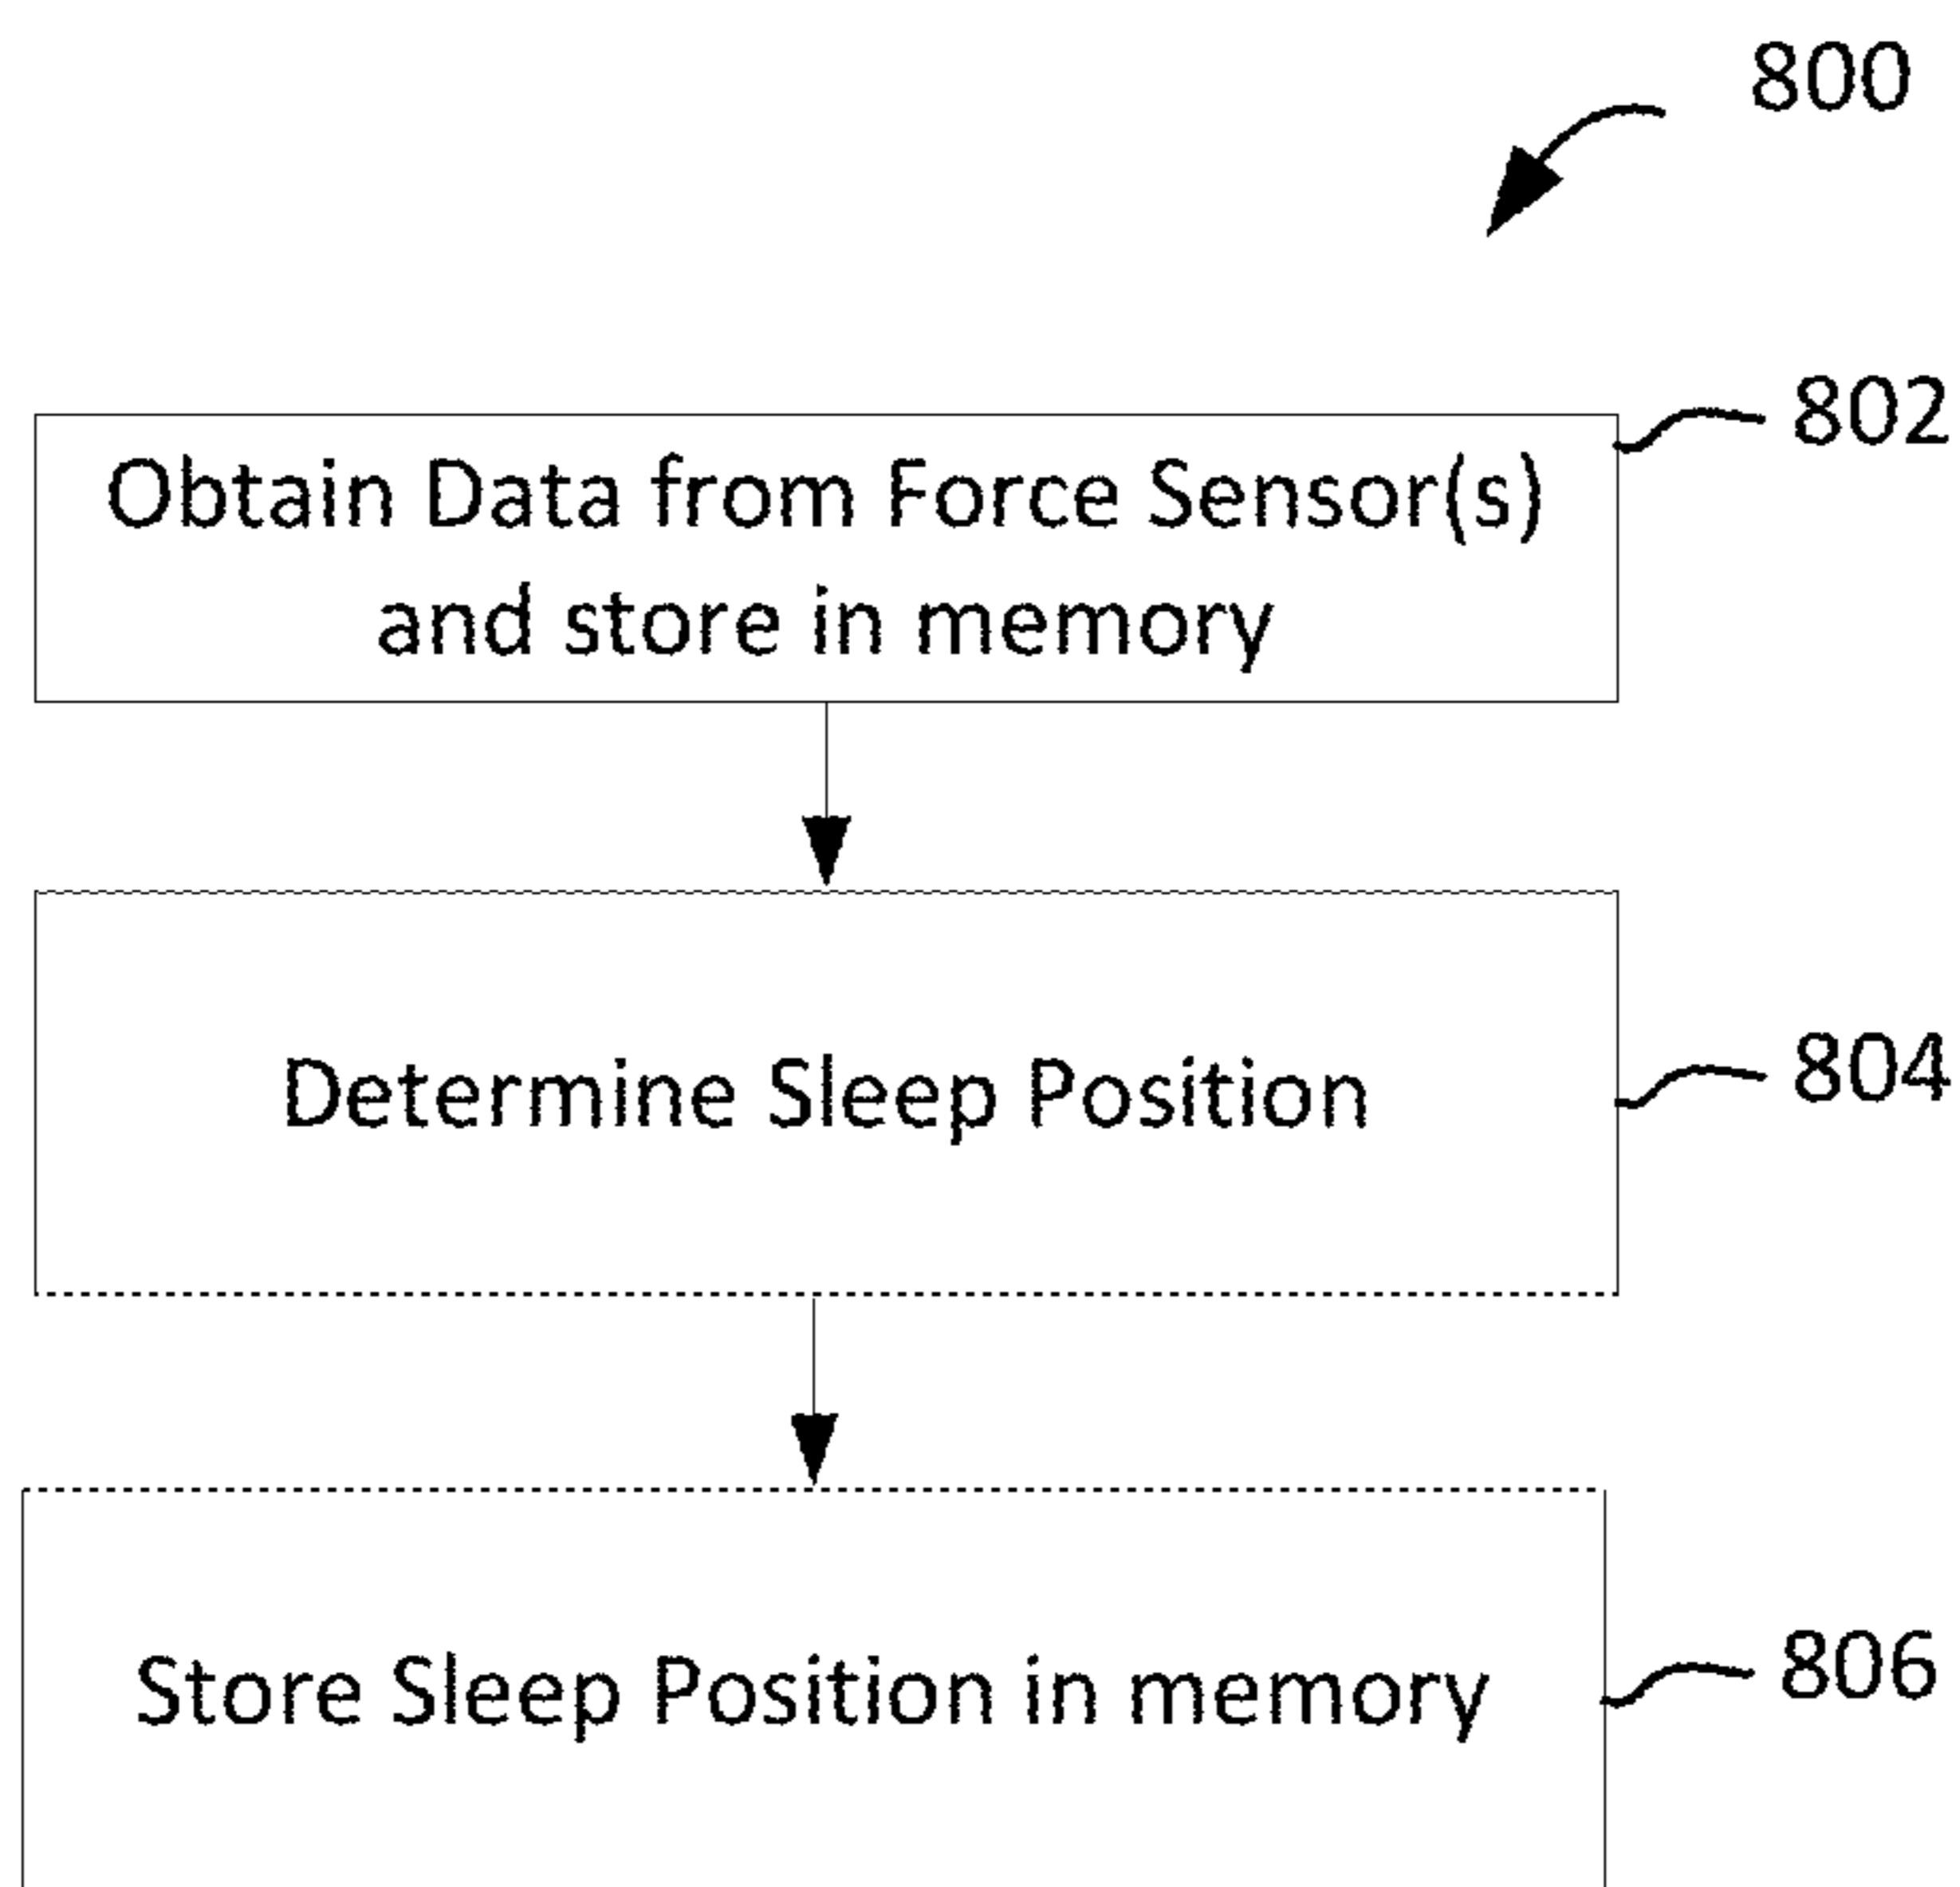 800
802
Obtain Data from Force Sensor(s)
and store in memory
Determine Sleep Position
804
Store Sleep Position in memory
806